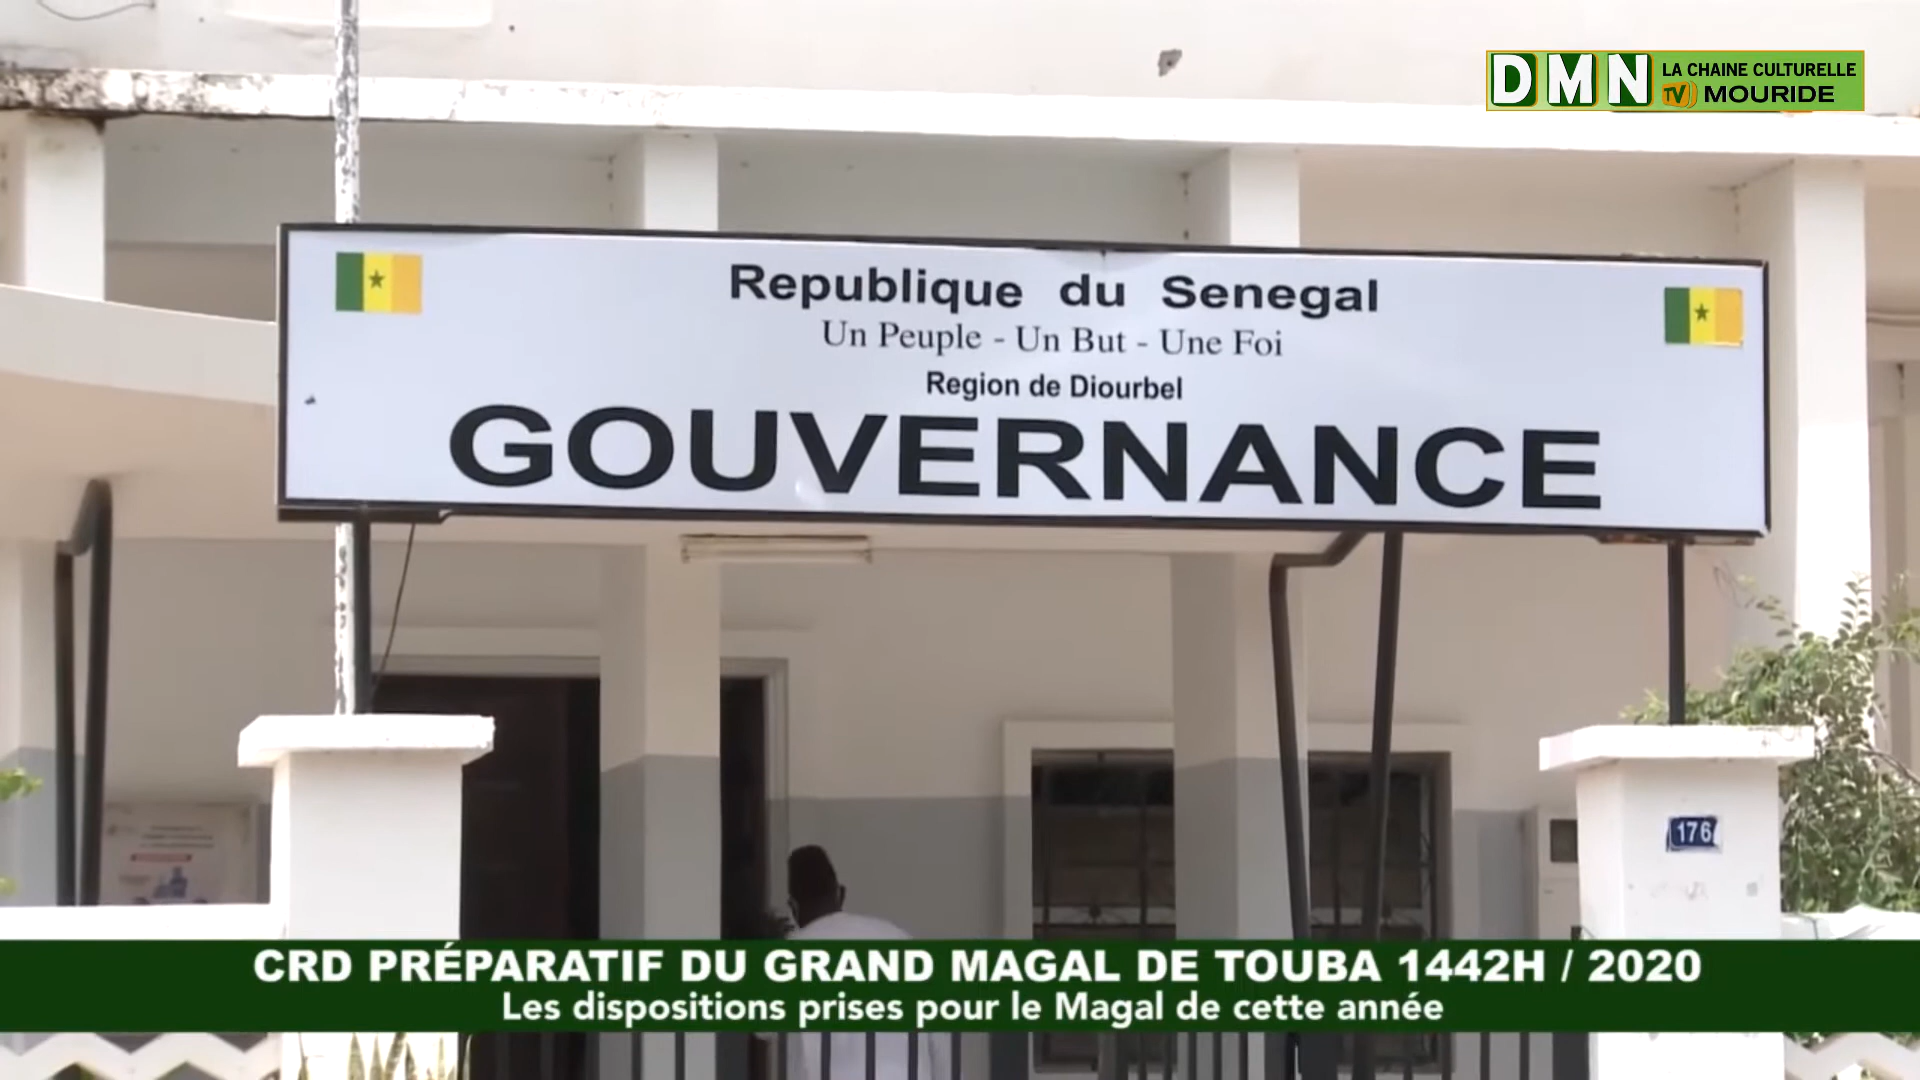 DMN LA CHAINE CULTURELLE
TV MOURIDE
Republique du Senegal
Un Peuple - Un But - Une Foi
Region de Diourbel
GOUVERNANCE
176
CRD PRÉPARATIF DU GRAND MAGAL DE TOUBA 1442H / 2020
Les dispositions prises pour le Magal de cette année